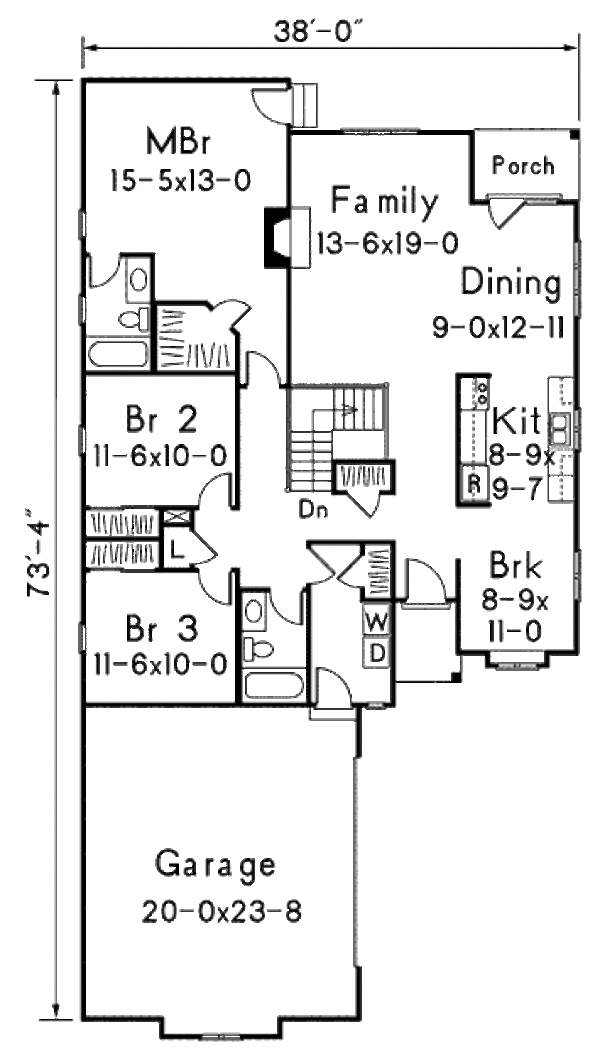 38'-0"
MBr
15-5x13-0
Porch
Family
13-6x19-0
Dining
9-0x12-11
Br 2
11-6x10-0
Kit
8-9x
9-7
R
Dn
73'-4"
L
Brk
8-9x
11-0
W
D
Br 3
11-6x10-0
Garage
20-0x23-8